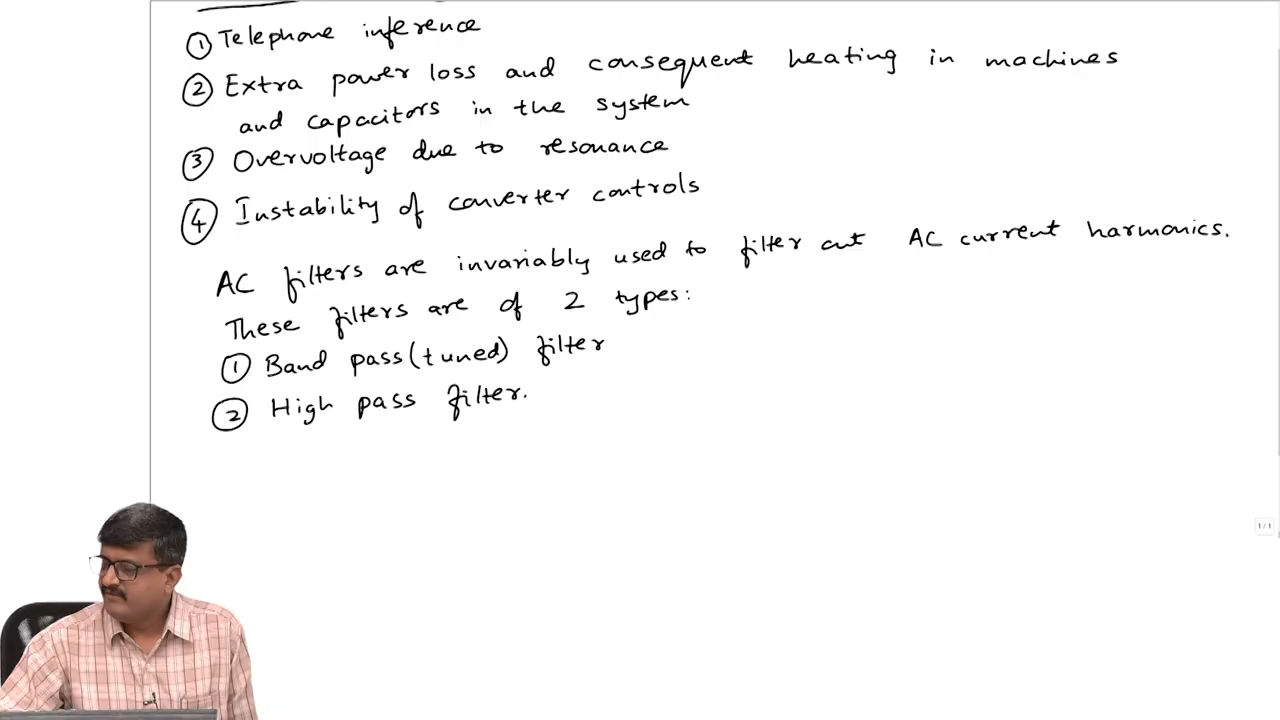 ① Telephone inference
② Extra power loss and consequent heating in machines
and capacitors in the system
③ Overvoltage due to resonance
④ Instability of converter controls
AC filters are invariably used to filter out AC current harmonics.
These filters are of 2 types:
① Band pass (tuned) filter
② High pass filter.
1/1